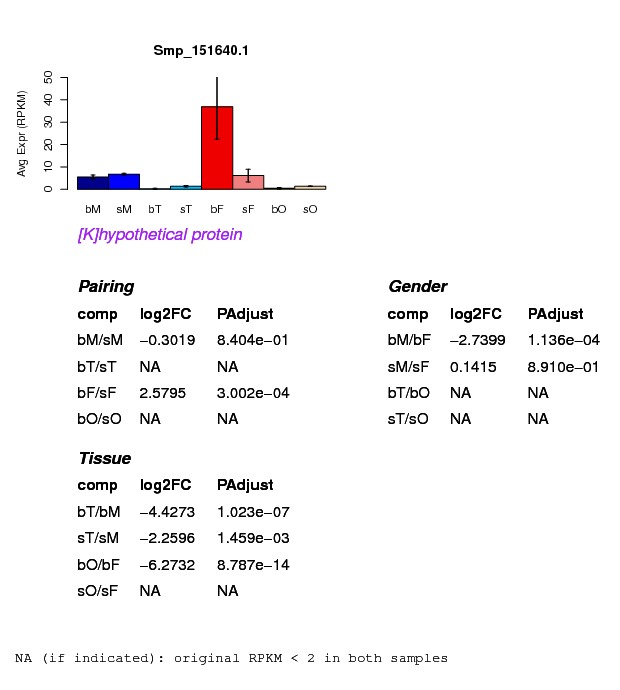 Smp_151640.1
Avg Expr (RPKM)
50
40
30
20
10
0
bM sM bT sT bF sF bO sO
[K]hypothetical protein
Pairing
comp log2FC PAdjust
bM/sM −0.3019 8.404e−01
bT/sT NA NA
bF/sF 2.5795 3.002e−04
bO/sO NA NA
Gender
comp log2FC PAdjust
bM/bF −2.7399 1.136e−04
sM/sF 0.1415 8.910e−01
bT/bO NA NA
sT/sO NA NA
Tissue
comp log2FC PAdjust
bT/bM −4.4273 1.023e−07
sT/sM −2.2596 1.459e−03
bO/bF −6.2732 8.787e−14
sO/sF NA NA
NA (if indicated): original RPKM < 2 in both samples